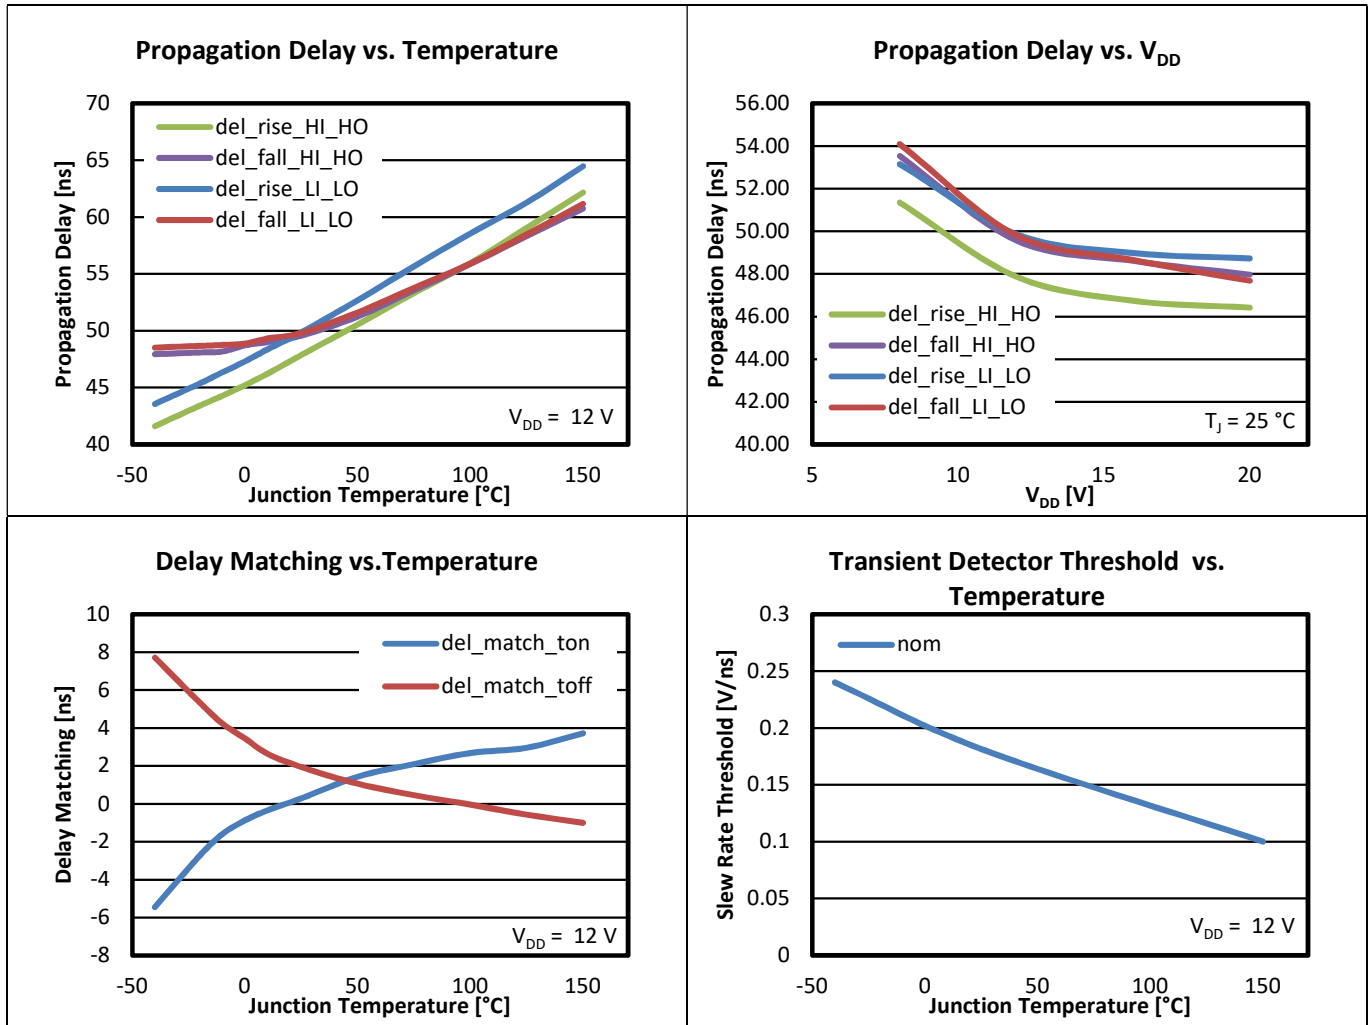 Propagation Delay vs. Temperature
Propagation Delay [ns]
70
65
60
55
50
45
40
del_rise_HI_HO
del_fall_HI_HO
del_rise_LI_LO
del_fall_LI_LO
V_DD = 12 V
-50 0 50 100 150
Junction Temperature [°C]
Propagation Delay vs. V_DD
Propagation Delay [ns]
56.00
54.00
52.00
50.00
48.00
46.00
44.00
42.00
40.00
del_rise_HI_HO
del_fall_HI_HO
del_rise_LI_LO
del_fall_LI_LO
T_J = 25 °C
5 10 15 20
V_DD [V]
Delay Matching vs.Temperature
Delay Matching [ns]
10
8
6
4
2
0
-2
-4
-6
-8
del_match_ton
del_match_toff
V_DD = 12 V
-50 0 50 100 150
Junction Temperature [°C]
Transient Detector Threshold vs.
Temperature
Slew Rate Threshold [V/ns]
0.3
0.25
0.2
0.15
0.1
0.05
0
nom
V_DD = 12 V
-50 0 50 100 150
Junction Temperature [°C]